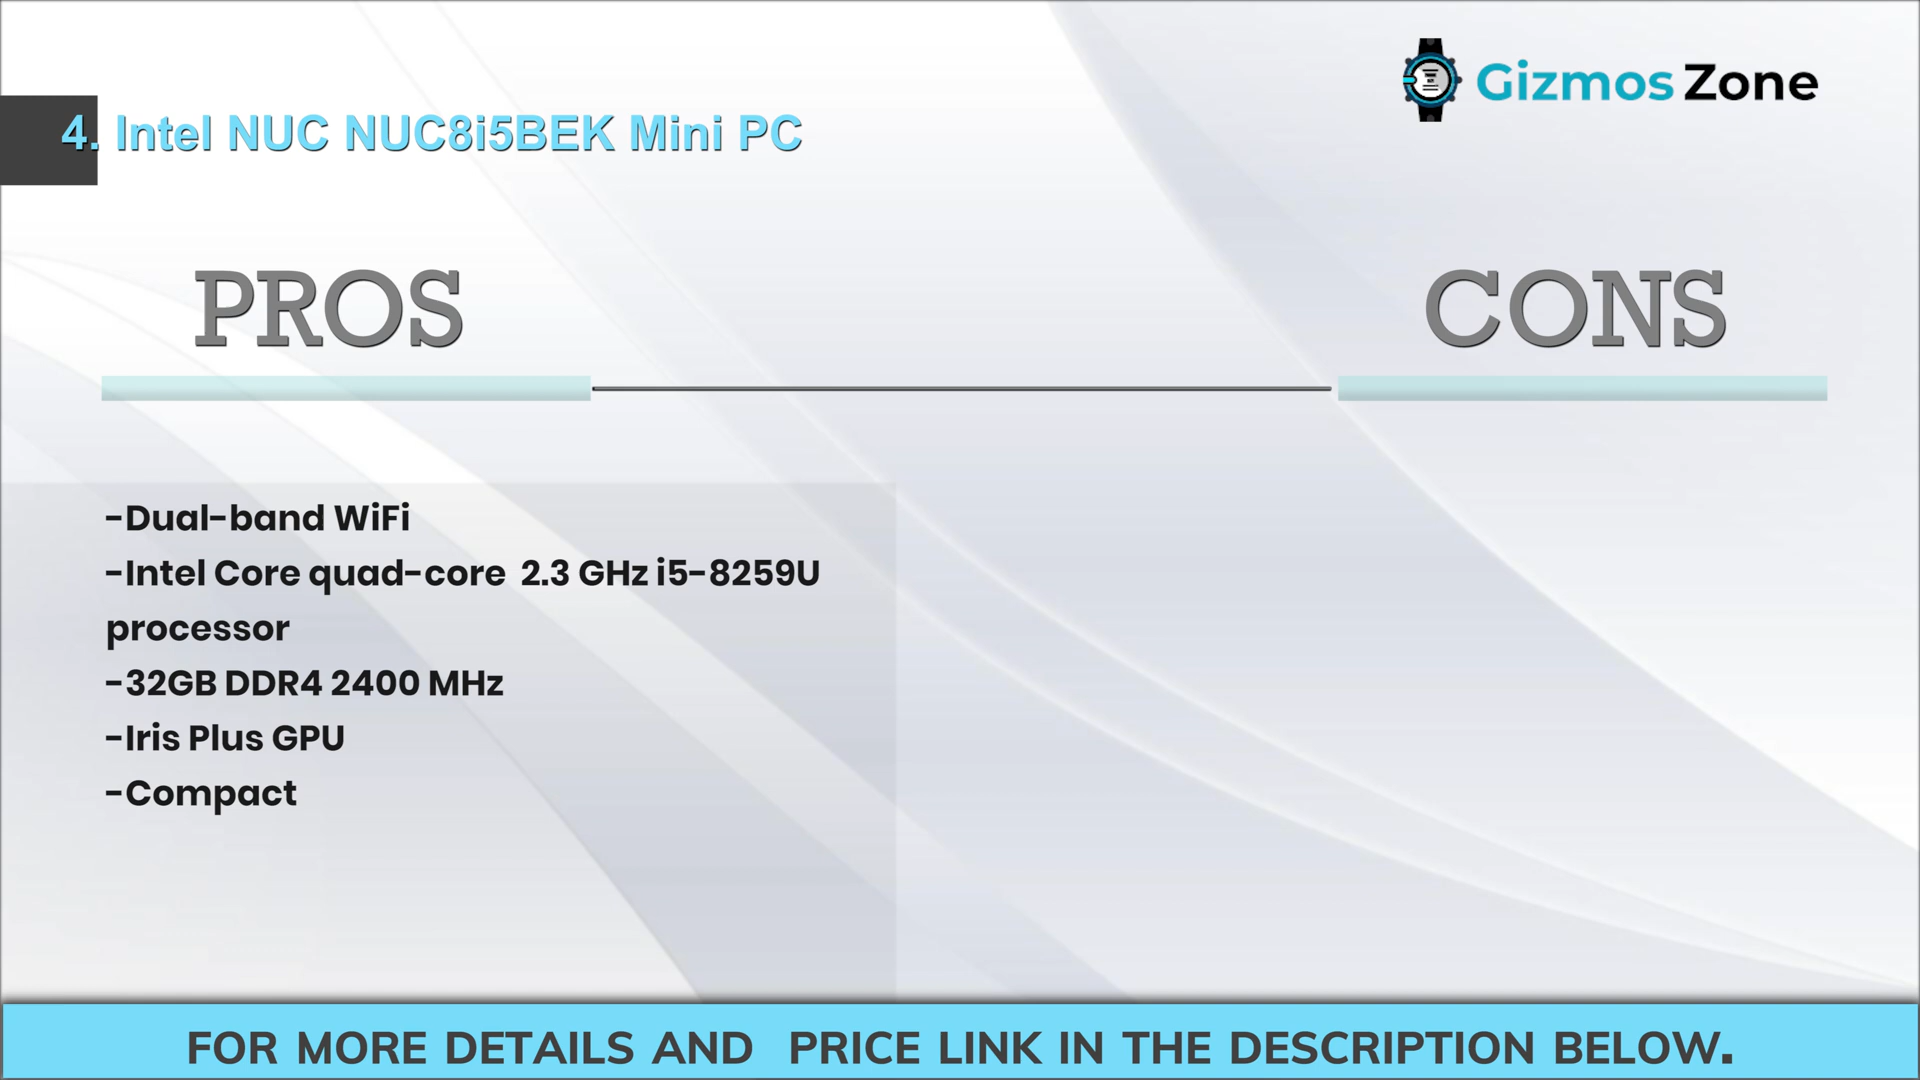 Gizmos Zone
4. Intel NUC NUC8i5BEK Mini PC
PROS
CONS
-Dual-band WiFi
-Intel Core quad-core  2.3 GHz i5-8259U
processor
-32GB DDR4 2400 MHz
-Iris Plus GPU
-Compact
FOR MORE DETAILS AND  PRICE LINK IN THE DESCRIPTION BELOW.